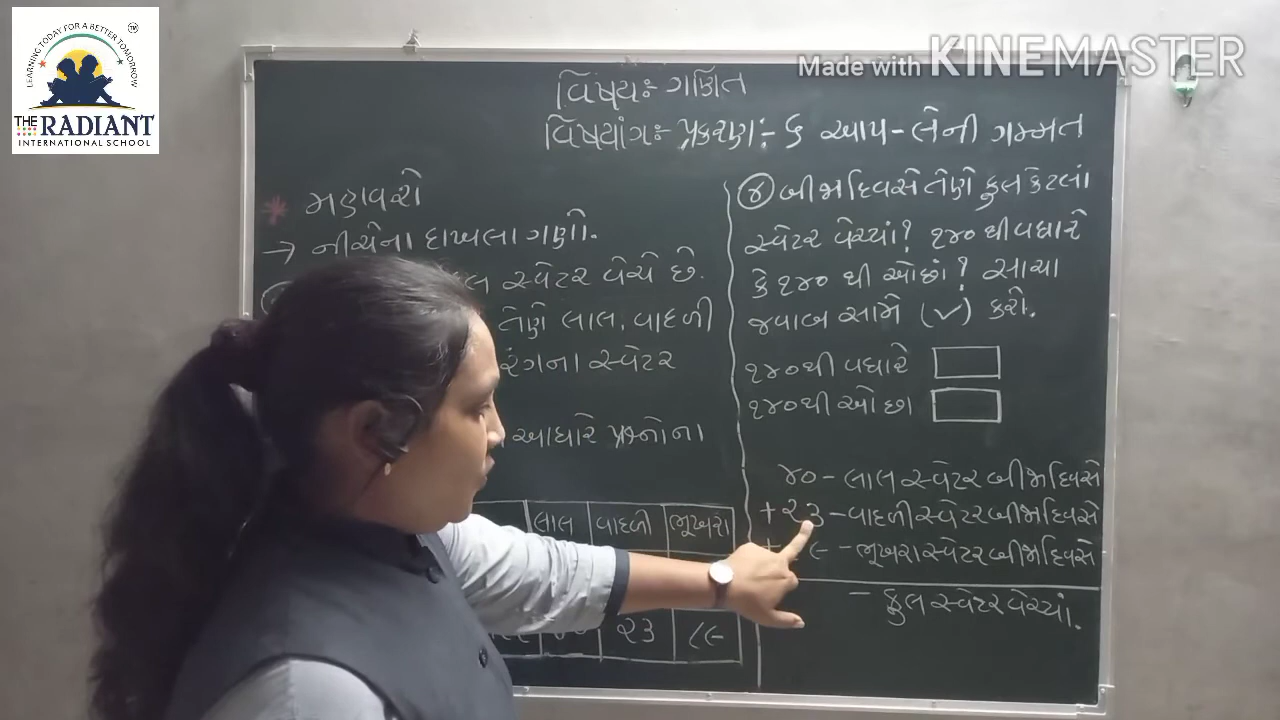 LEARNING TODAY FOR A BETTER TOMORROW
TM
THE RADIANT
INTERNATIONAL SCHOOL
Made with KINEMASTER
વિષય:- ગણિત
વિષયાંગ:- પ્રકરણ:- ૬ આપ-લેની ગમ્મત
* મહાવરો
→ નીચેના દાખલા ગણો.
સ્વેટર વેચે છે.
તેણે લાલ, વાદળી
રંગના સ્વેટર
આધારે પ્રશ્નોના
લાલ વાદળી ભૂખરા
૨૩ ૮૯
૪ બીજા દિવસે તેણે કુલ કેટલાં
સ્વેટર વેચ્યાં? ૧૪૦ થી વધારે
કે ૧૪૦ થી ઓછાં? સાચા
જવાબ સામે (✓) કરો.
૧૪૦થી વધારે
૧૪૦થી ઓછા
૪૦ - લાલ સ્વેટર બીજા દિવસે
+ ૨૩ - વાદળી સ્વેટર બીજા દિવસે
૯ - ભૂખરા સ્વેટર બીજા દિવસે
- કુલ સ્વેટર વેચ્યાં.